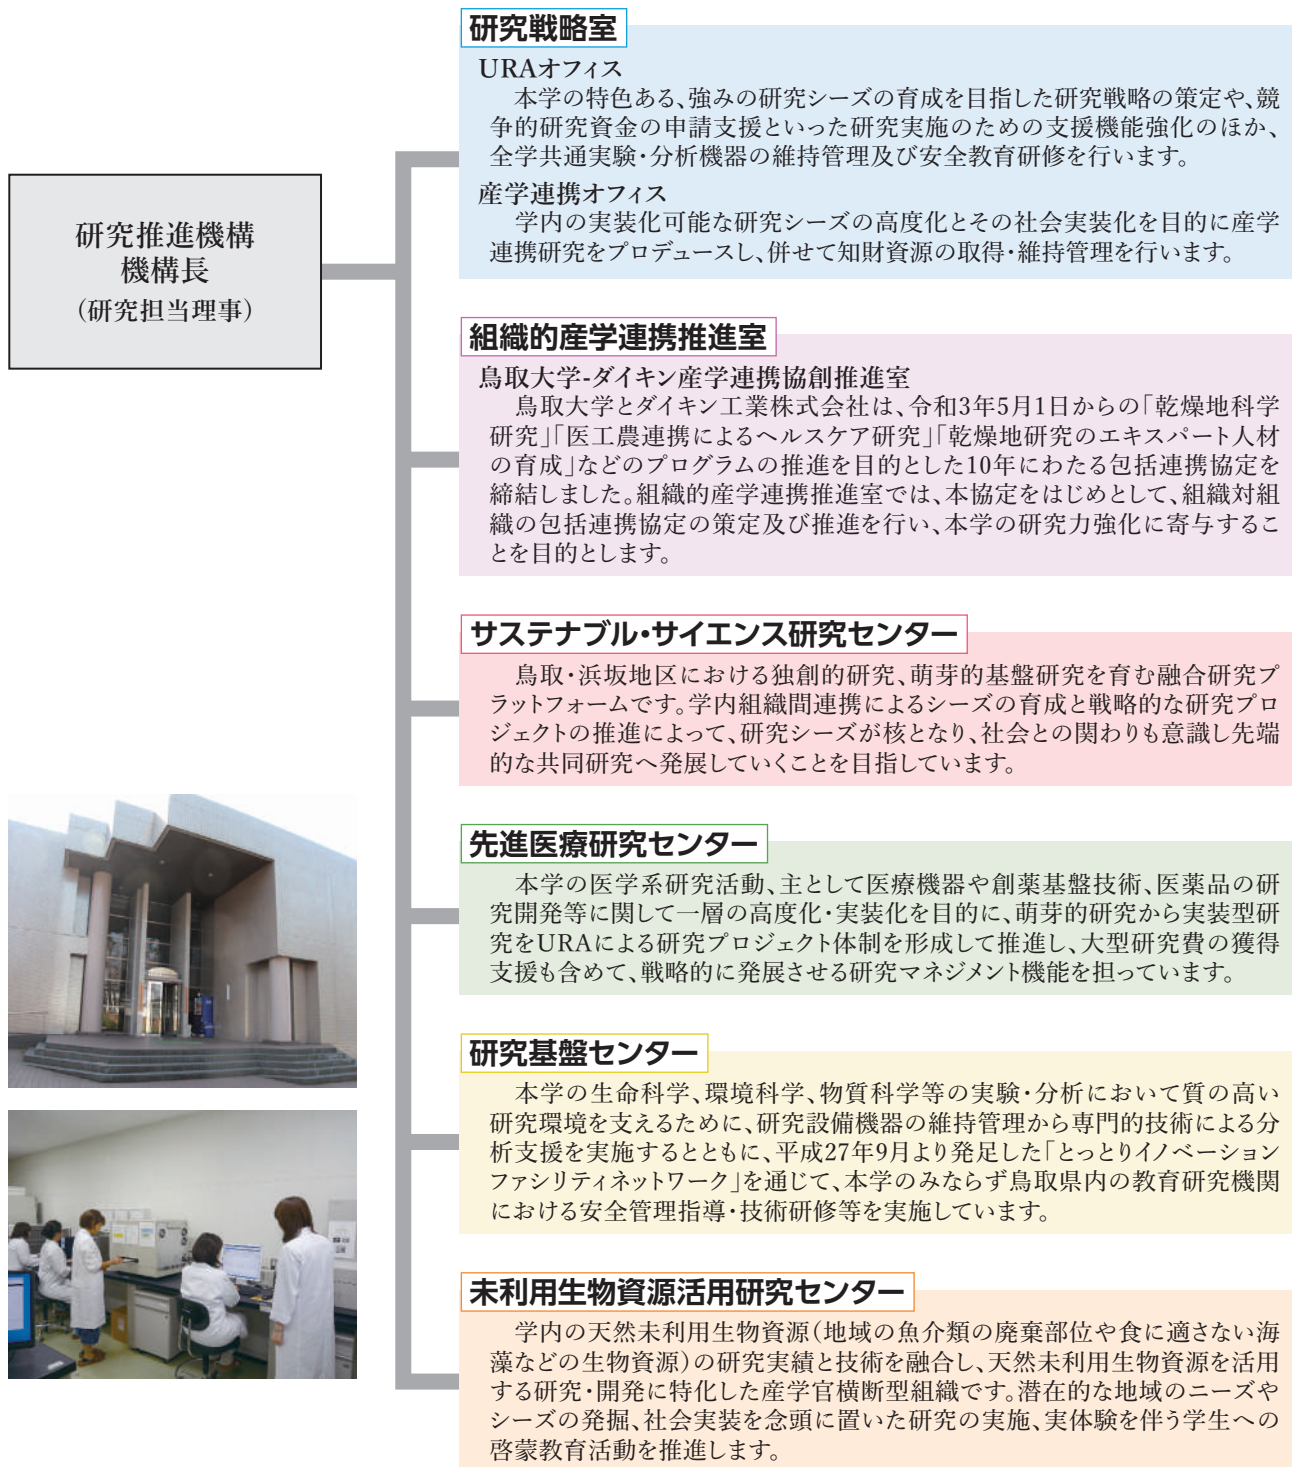 研究推進機構
機構長
（研究担当理事）
研究戦略室
URAオフィス
本学の特色ある、強みの研究シーズの育成を目指した研究戦略の策定や、競
争的研究資金の申請支援といった研究実施のための支援機能強化のほか、
全学共通実験・分析機器の維持管理及び安全教育研修を行います。
産学連携オフィス
学内の実装化可能な研究シーズの高度化とその社会実装化を目的に産学
連携研究をプロデュースし、併せて知財資源の取得・維持管理を行います。
組織的産学連携推進室
鳥取大学-ダイキン産学連携協創推進室
鳥取大学とダイキン工業株式会社は、令和3年5月1日からの「乾燥地科学
研究」「医工農連携によるヘルスケア研究」「乾燥地研究のエキスパート人材
の育成」などのプログラムの推進を目的とした10年にわたる包括連携協定を
締結しました。組織的産学連携推進室では、本協定をはじめとして、組織対組
織の包括連携協定の策定及び推進を行い、本学の研究力強化に寄与するこ
とを目的とします。
サステナブル・サイエンス研究センター
鳥取・浜坂地区における独創的研究、萌芽的基盤研究を育む融合研究プ
ラットフォームです。学内組織間連携によるシーズの育成と戦略的な研究プロ
ジェクトの推進によって、研究シーズが核となり、社会との関わりも意識し先端
的な共同研究へ発展していくことを目指しています。
先進医療研究センター
本学の医学系研究活動、主として医療機器や創薬基盤技術、医薬品の研
究開発等に関して一層の高度化・実装化を目的に、萌芽的研究から実装型研
究をURAによる研究プロジェクト体制を形成して推進し、大型研究費の獲得
支援も含めて、戦略的に発展させる研究マネジメント機能を担っています。
研究基盤センター
本学の生命科学、環境科学、物質科学等の実験・分析において質の高い
研究環境を支えるために、研究設備機器の維持管理から専門的技術による分
析支援を実施するとともに、平成27年9月より発足した「とっとりイノベーション
ファシリティネットワーク」を通じて、本学のみならず鳥取県内の教育研究機関
における安全管理指導・技術研修等を実施しています。
未利用生物資源活用研究センター
学内の天然未利用生物資源（地域の魚介類の廃棄部位や食に適さない海
藻などの生物資源）の研究実績と技術を融合し、天然未利用生物資源を活用
する研究・開発に特化した産学官横断型組織です。潜在的な地域のニーズや
シーズの発掘、社会実装を念頭に置いた研究の実施、実体験を伴う学生への
啓蒙教育活動を推進します。